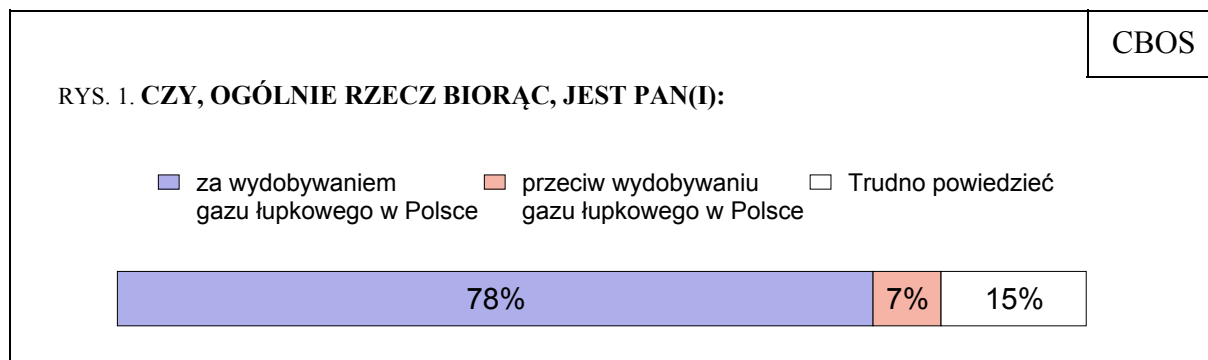 CBOS
RYS. 1. CZY, OGÓLNIE RZECZ BIORĄC, JEST PAN(I):
za wydobywaniem
gazu łupkowego w Polsce
przeciw wydobywaniu
gazu łupkowego w Polsce
Trudno powiedzieć
78%
7%
15%